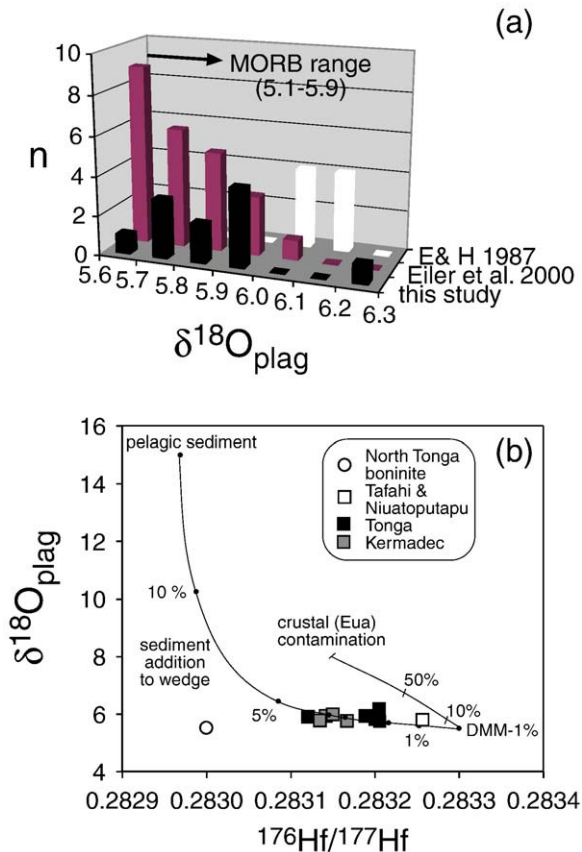 (a)
10
8
6
4
2
0
n
MORB range
(5.1-5.9)
E& H 1987
Eiler et al. 2000
this study
5.6
5.7
5.8
5.9
6.0
6.1
6.2
6.3
δ¹⁸Oplag
(b)
16
14
12
10
8
6
4
δ¹⁸Oplag
pelagic sediment
North Tonga
boninite
Tafahi &
Niuatoputapu
Tonga
Kermadec
10 %
crustal (Eua)
contamination
sediment
addition
to wedge
50%
10%
5%
1%
DMM-1%
0.2829
0.2830
0.2831
0.2832
0.2833
0.2834
¹⁷⁶Hf/¹⁷⁷Hf